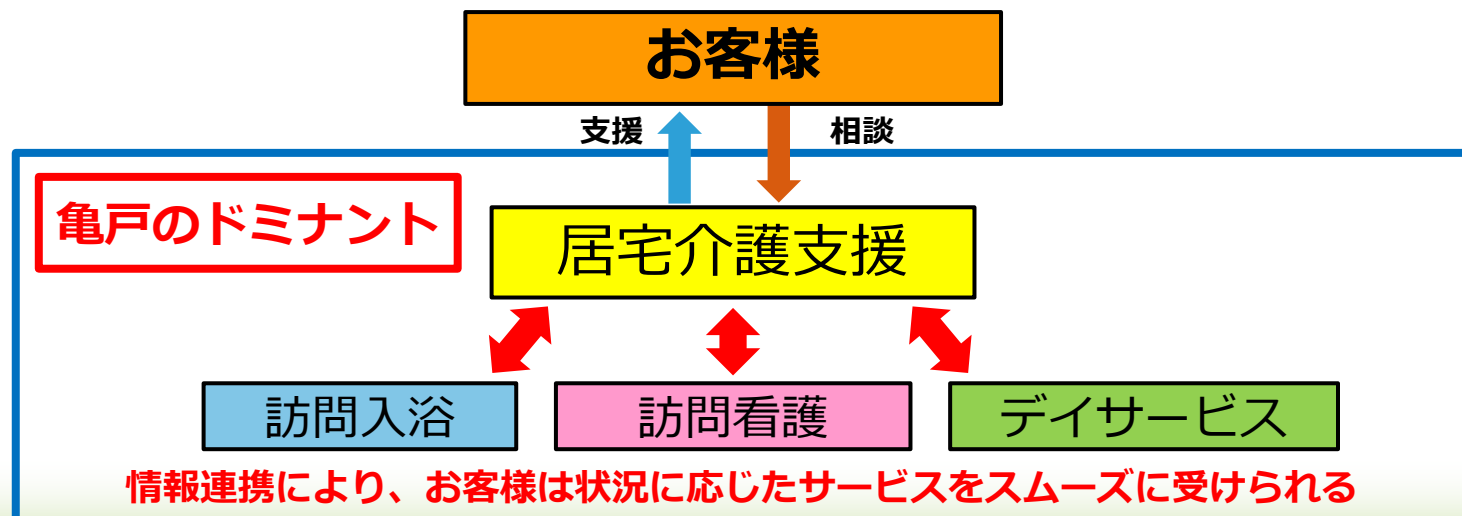 お客様
支援
相談
亀戸のドミナント
居宅介護支援
訪問入浴
訪問看護
デイサービス
情報連携により、お客様は状況に応じたサービスをスムーズに受けられる